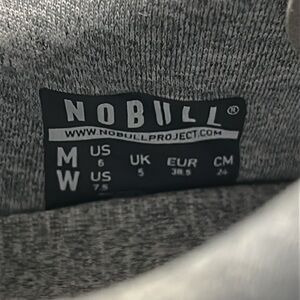 NOBULL®
WWW.NOBULLPROJECT.COM
M US 6 UK 5 EUR 38.5 CM 24
W US 7.5